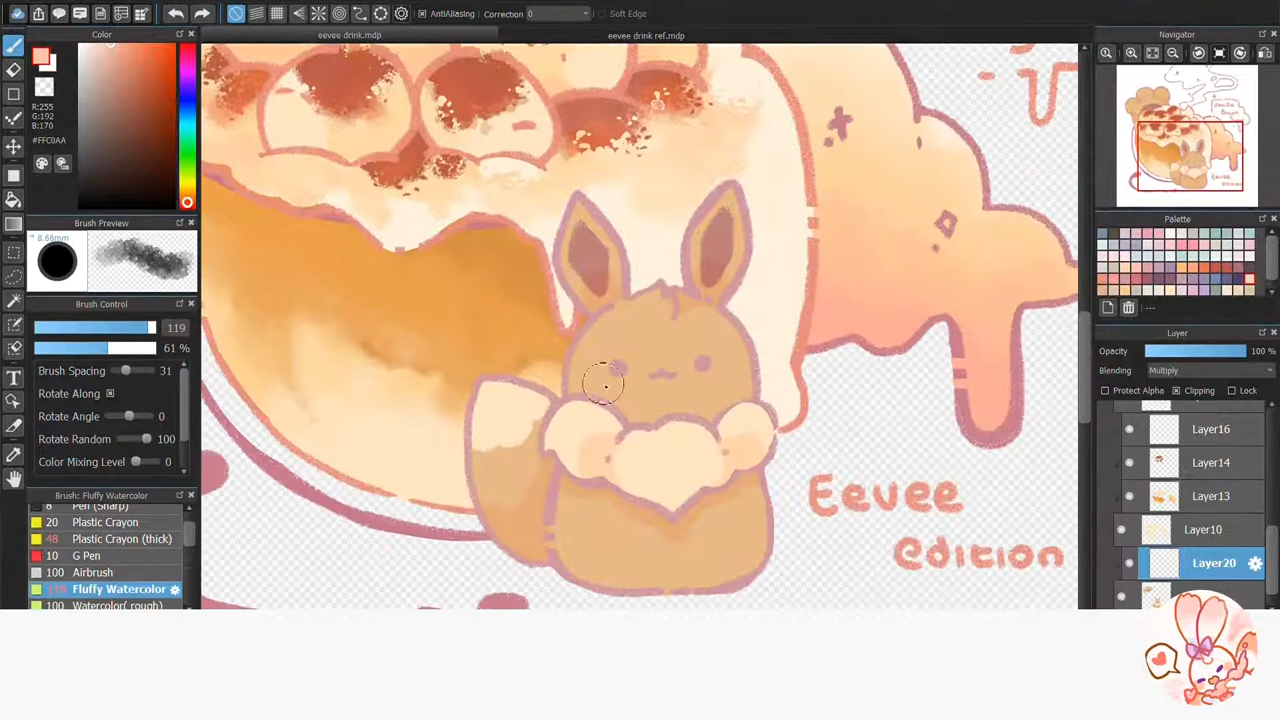 AntiAliasing Correction 0 Soft Edge
Color
eevee drink.mdp
eevee drink ref.mdp
Navigator
R:255
G:192
B:170
#FFC0AA
Brush Preview
8.68mm
Palette
---
Brush Control
119
61 %
Brush Spacing 31
Rotate Along
Rotate Angle 0
Rotate Random 100
Color Mixing Level 0
Layer
Opacity 100 %
Blending Multiply
Protect Alpha Clipping Lock
Layer16
Layer14
Layer13
Layer10
Layer20
Brush: Fluffy Watercolor
8 Pen (Sharp)
20 Plastic Crayon
48 Plastic Crayon (thick)
10 G Pen
100 Airbrush
119 Fluffy Watercolor
100 Watercolor( rough)
Eevee
edition